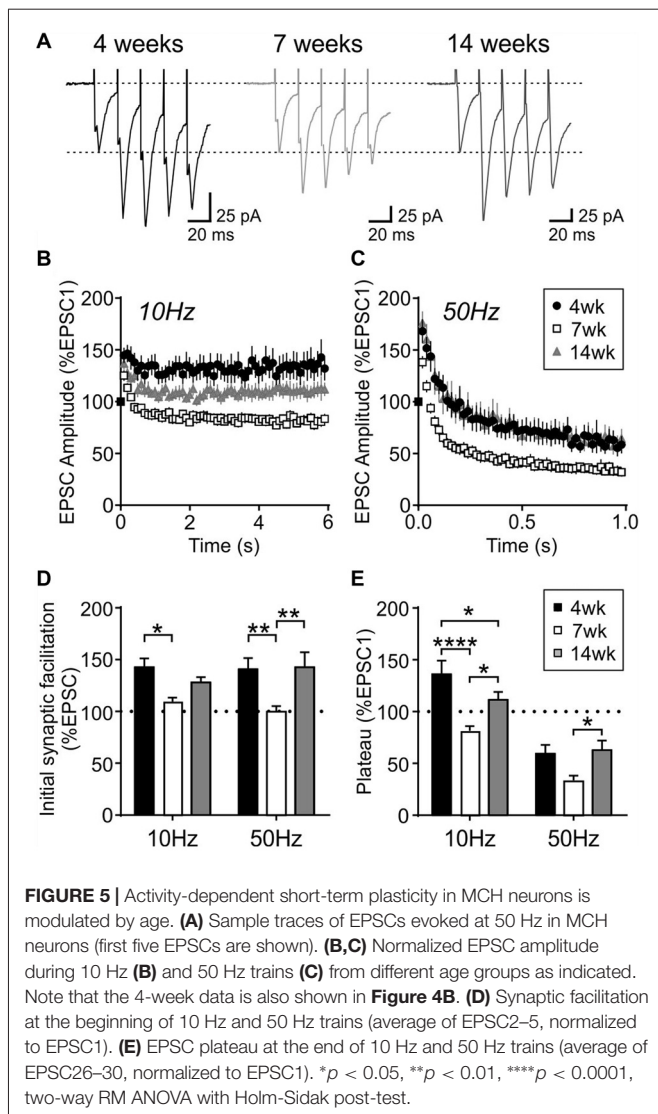 A
4 weeks 7 weeks 14 weeks
25 pA 25 pA 25 pA
20 ms 20 ms 20 ms
B C
200
150
100
50
0
EPSC Amplitude (%EPSC1)
10Hz
0 2 4 6
Time (s)
200
150
100
50
0
EPSC Amplitude (%EPSC1)
50Hz
4wk
7wk
14wk
0.0 0.5 1.0
Time (s)
D E
200
150
100
50
0
Initial synaptic facilitation
(%EPSC)
* ** **
10Hz 50Hz
200
150
100
50
0
Plateau (%EPSC1)
*
****
*
*
4wk
7wk
14wk
10Hz 50Hz
FIGURE 5 | Activity-dependent short-term plasticity in MCH neurons is
modulated by age. (A) Sample traces of EPSCs evoked at 50 Hz in MCH
neurons (first five EPSCs are shown). (B,C) Normalized EPSC amplitude
during 10 Hz (B) and 50 Hz trains (C) from different age groups as indicated.
Note that the 4-week data is also shown in Figure 4B. (D) Synaptic facilitation
at the beginning of 10 Hz and 50 Hz trains (average of EPSC2–5, normalized
to EPSC1). (E) EPSC plateau at the end of 10 Hz and 50 Hz trains (average of
EPSC26–30, normalized to EPSC1). *p < 0.05, **p < 0.01, ****p < 0.0001,
two-way RM ANOVA with Holm-Sidak post-test.